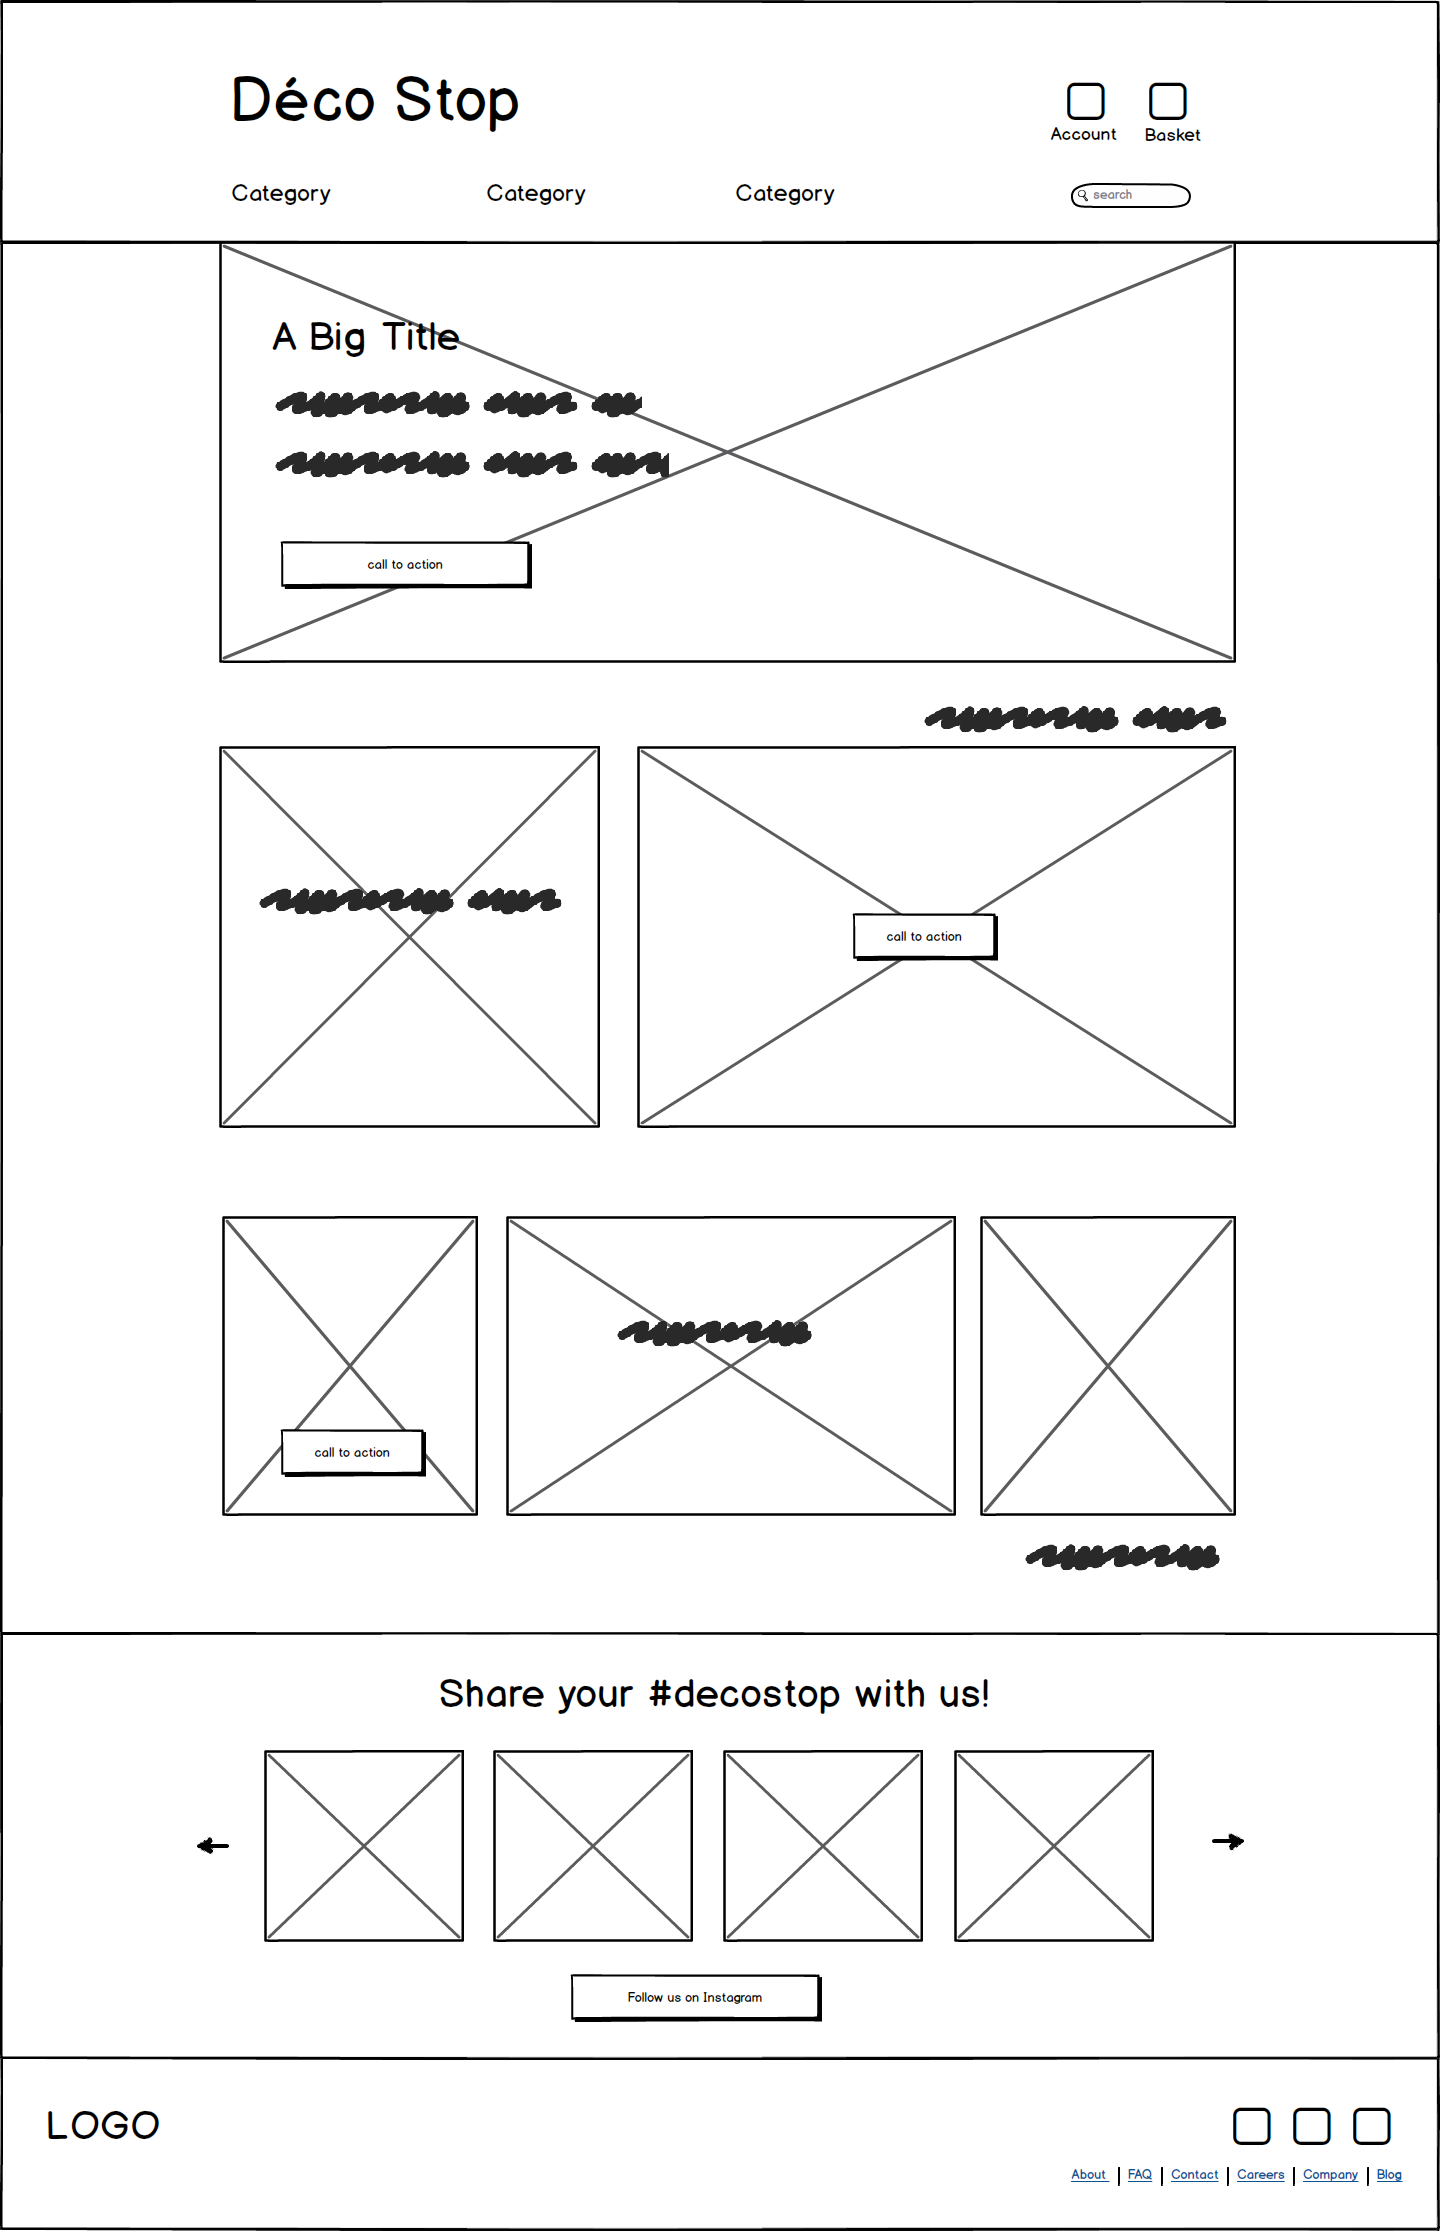 Déco Stop
Account Basket
Category Category Category search
A Big Title
call to action
call to action
call to action
Share your #decostop with us!
Follow us on Instagram
LOGO
About | FAQ | Contact | Careers | Company | Blog